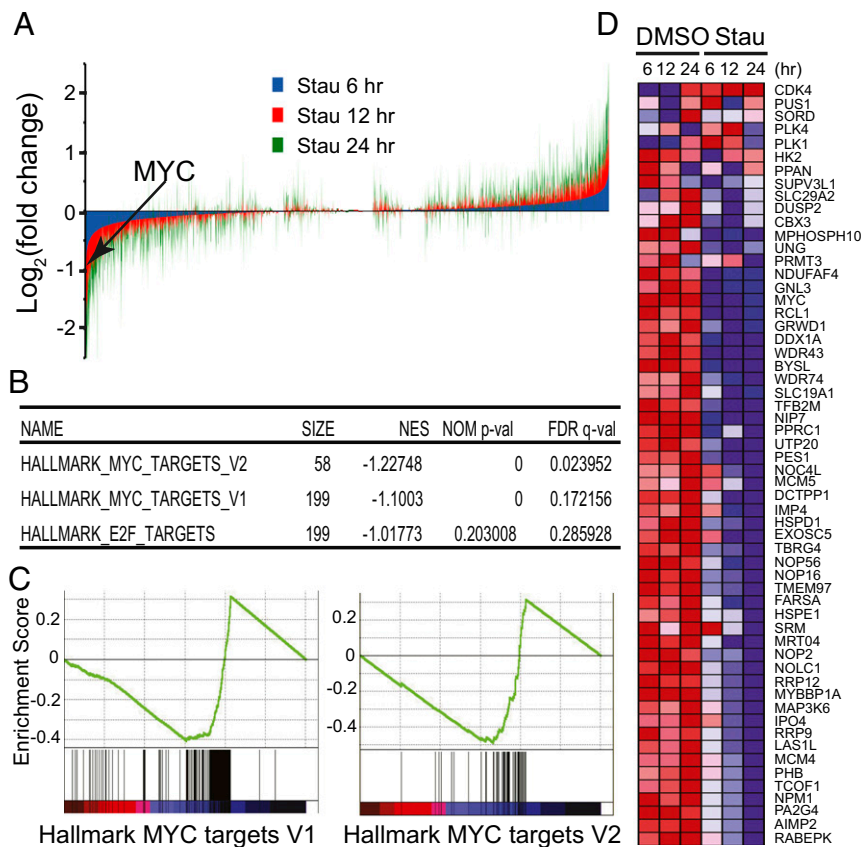 A
Log2(fold change)
2
1
0
-1
-2
Stau 6 hr
Stau 12 hr
Stau 24 hr
MYC
B
NAME SIZE NES NOM p-val FDR q-val
HALLMARK_MYC_TARGETS_V2 58 -1.22748 0 0.023952
HALLMARK_MYC_TARGETS_V1 199 -1.1003 0 0.172156
HALLMARK_E2F_TARGETS 199 -1.01773 0.203008 0.285928
C
Enrichment Score
0.2
0
-0.2
-0.4
Hallmark MYC targets V1
0.2
0
-0.2
-0.4
Hallmark MYC targets V2
D
DMSO Stau
6 12 24 6 12 24 (hr)
CDK4
PUS1
SORD
PLK4
PLK1
HK2
PPAN
SUPV3L1
SLC29A2
DUSP2
CBX3
MPHOSPH10
UNG
PRMT3
NDUFAF4
GNL3
MYC
RCL1
GRWD1
DDX1A
WDR43
BYSL
WDR74
SLC19A1
TFB2M
NIP7
PPRC1
UTP20
PES1
NOC4L
MCM5
DCTPP1
IMP4
HSPD1
EXOSC5
TBRG4
NOP56
NOP16
TMEM97
FARSA
HSPE1
SRM
MRT04
NOP2
NOLC1
RRP12
MYBBP1A
MAP3K6
IPO4
RRP9
LAS1L
MCM4
PHB
TCOF1
NPM1
PA2G4
AIMP2
RABEPK